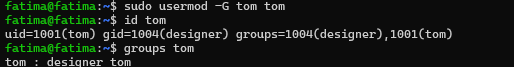 fatima@fatima:~$ sudo usermod -G tom tom
fatima@fatima:~$ id tom
uid=1001(tom) gid=1004(designer) groups=1004(designer),1001(tom)
fatima@fatima:~$ groups tom
tom : designer tom